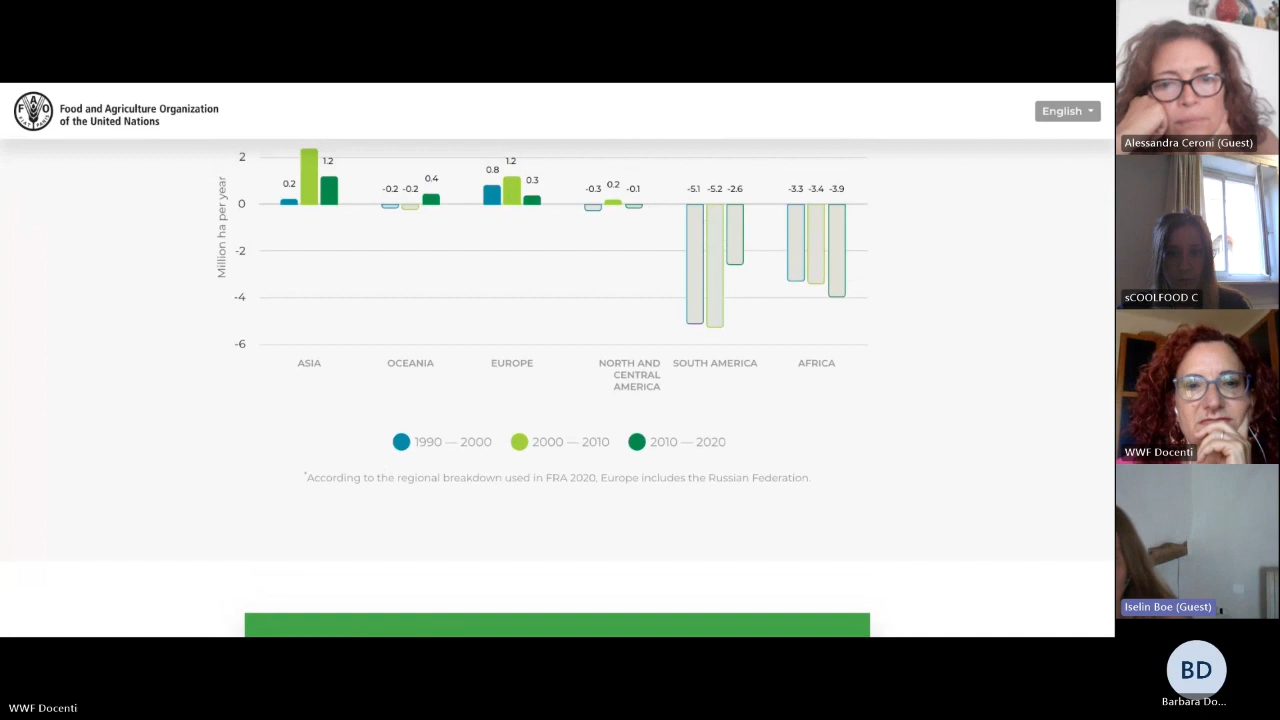 FAO
FIAT PANIS
Food and Agriculture Organization
of the United Nations
English
2
0
-2
-4
-6
Million ha per year
0.2
1.2
-0.2 -0.2
0.4
0.8
1.2
0.3
-0.3
0.2
-0.1
-5.1
-5.2
-2.6
-3.3
-3.4
-3.9
ASIA
OCEANIA
EUROPE
NORTH AND
CENTRAL
AMERICA
SOUTH AMERICA
AFRICA
1990 — 2000
2000 — 2010
2010 — 2020
*According to the regional breakdown used in FRA 2020, Europe includes the Russian Federation.
WWF Docenti
Alessandra Ceroni (Guest)
sCOOLFOOD C
WWF Docenti
Iselin Boe (Guest)
BD
Barbara Do...